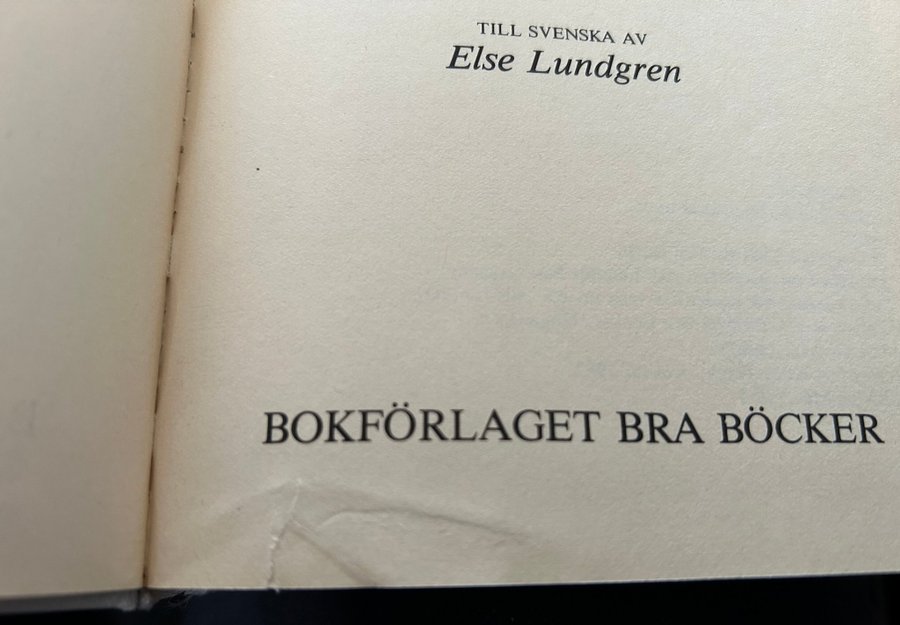 TILL SVENSKA AV
Else Lundgren
BOKFÖRLAGET BRA BÖCKER